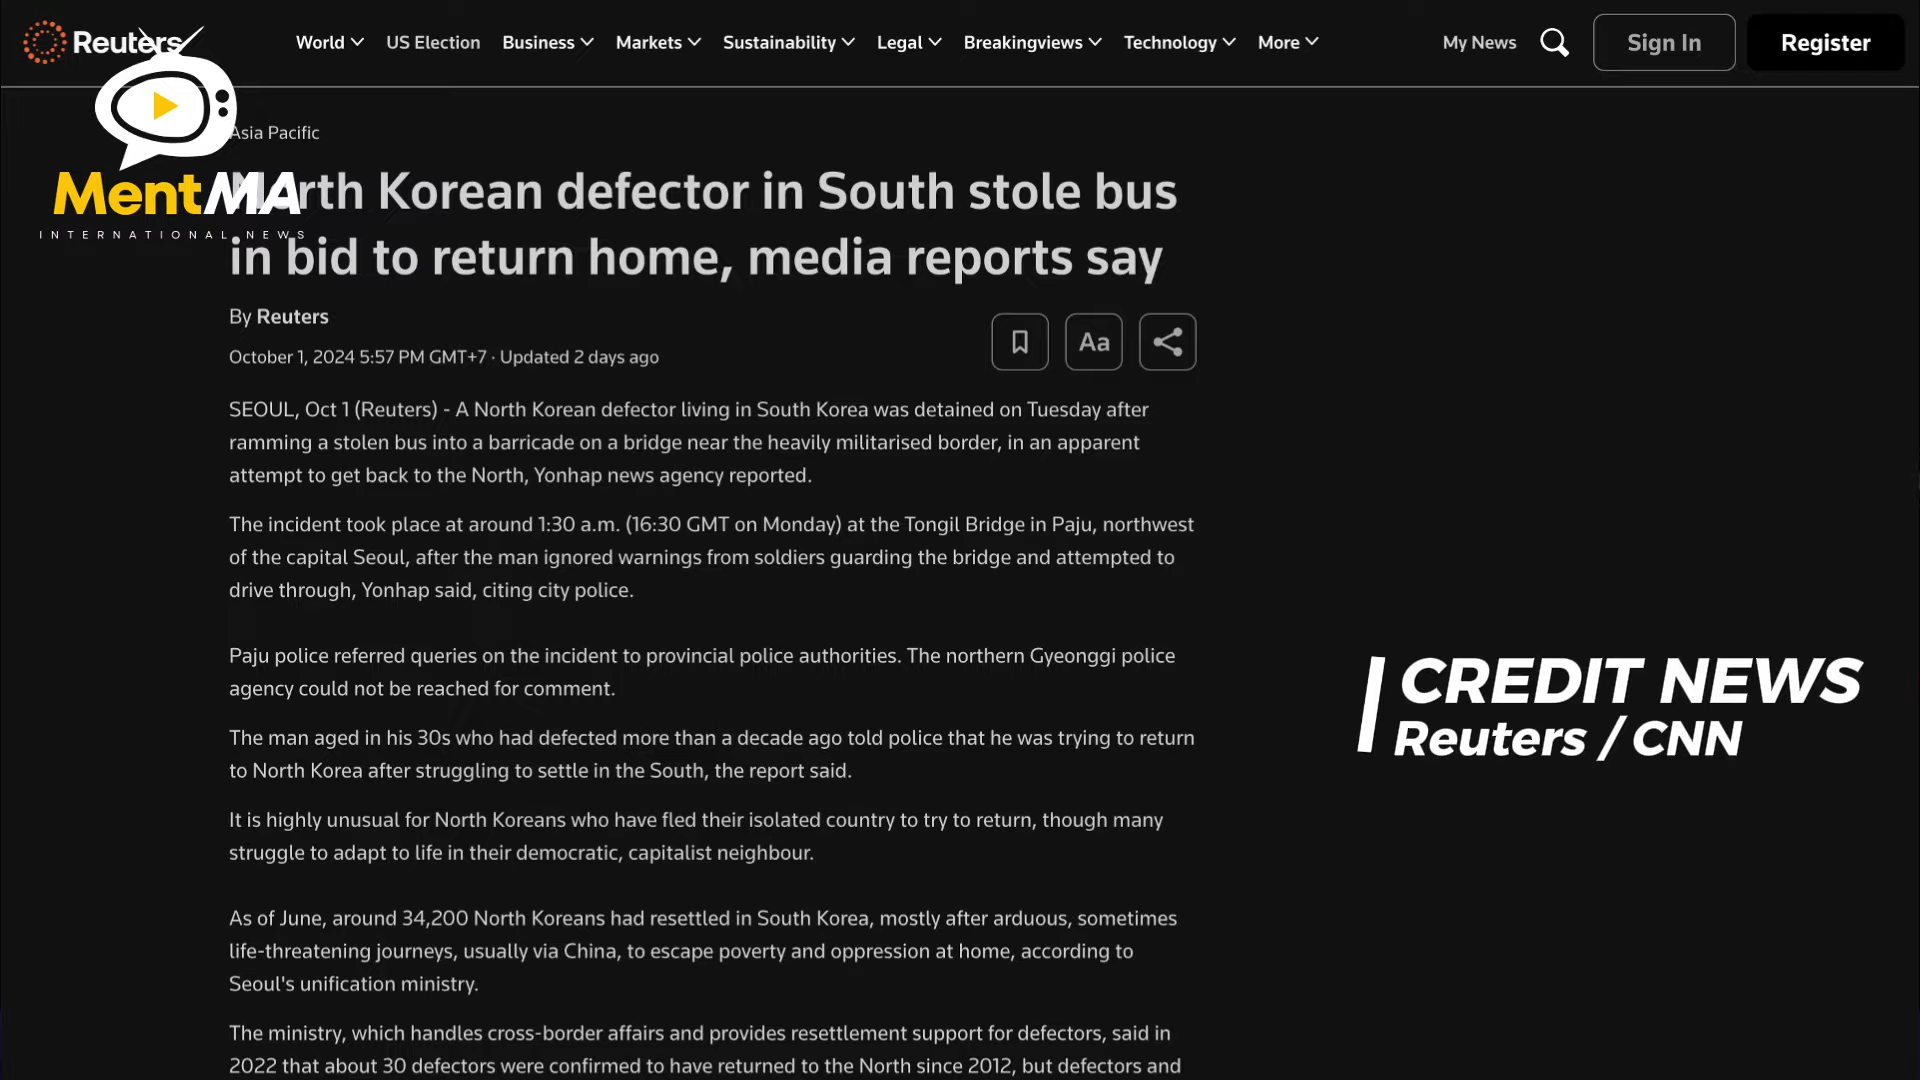 Reuters
World
US Election
Business
Markets
Sustainability
Legal
Breakingviews
Technology
More
My News
Sign In
Register
MentMA
INTERNATIONAL NEWS
Asia Pacific
North Korean defector in South stole bus
in bid to return home, media reports say
By Reuters
October 1, 2024 5:57 PM GMT+7 · Updated 2 days ago
Aa
SEOUL, Oct 1 (Reuters) - A North Korean defector living in South Korea was detained on Tuesday after
ramming a stolen bus into a barricade on a bridge near the heavily militarised border, in an apparent
attempt to get back to the North, Yonhap news agency reported.
The incident took place at around 1:30 a.m. (16:30 GMT on Monday) at the Tongil Bridge in Paju, northwest
of the capital Seoul, after the man ignored warnings from soldiers guarding the bridge and attempted to
drive through, Yonhap said, citing city police.
Paju police referred queries on the incident to provincial police authorities. The northern Gyeonggi police
agency could not be reached for comment.
The man aged in his 30s who had defected more than a decade ago told police that he was trying to return
to North Korea after struggling to settle in the South, the report said.
It is highly unusual for North Koreans who have fled their isolated country to try to return, though many
struggle to adapt to life in their democratic, capitalist neighbour.
As of June, around 34,200 North Koreans had resettled in South Korea, mostly after arduous, sometimes
life-threatening journeys, usually via China, to escape poverty and oppression at home, according to
Seoul's unification ministry.
The ministry, which handles cross-border affairs and provides resettlement support for defectors, said in
2022 that about 30 defectors were confirmed to have returned to the North since 2012, but defectors and
CREDIT NEWS
Reuters / CNN